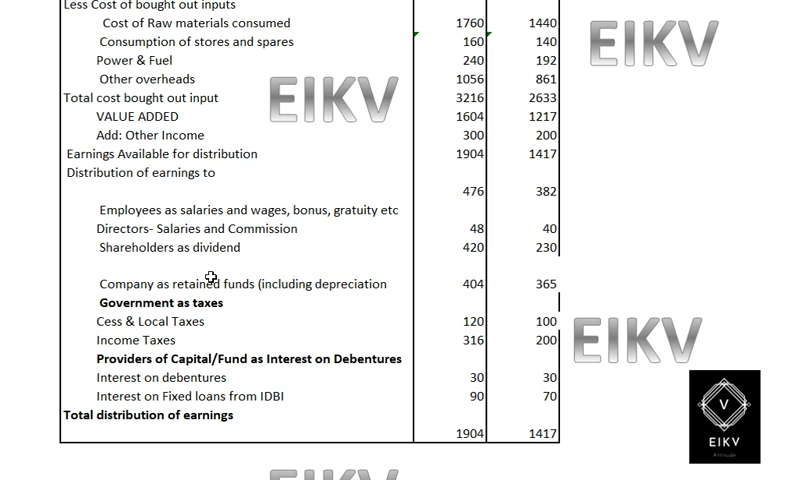 Less Cost of bought out inputs
Cost of Raw materials consumed 1760 1440
Consumption of stores and spares 160 140
Power & Fuel 240 192
Other overheads 1056 861
Total cost bought out input 3216 2633
VALUE ADDED 1604 1217
Add: Other Income 300 200
Earnings Available for distribution 1904 1417
Distribution of earnings to
476 382
Employees as salaries and wages, bonus, gratuity etc
Directors- Salaries and Commission 48 40
Shareholders as dividend 420 230
Company as retained funds (including depreciation 404 365
Government as taxes
Cess & Local Taxes 120 100
Income Taxes 316 200
Providers of Capital/Fund as Interest on Debentures
Interest on debentures 30 30
Interest on Fixed loans from IDBI 90 70
Total distribution of earnings
1904 1417
EIKV
EIKV
EIKV
EIKV
V
EIKV
Attitude